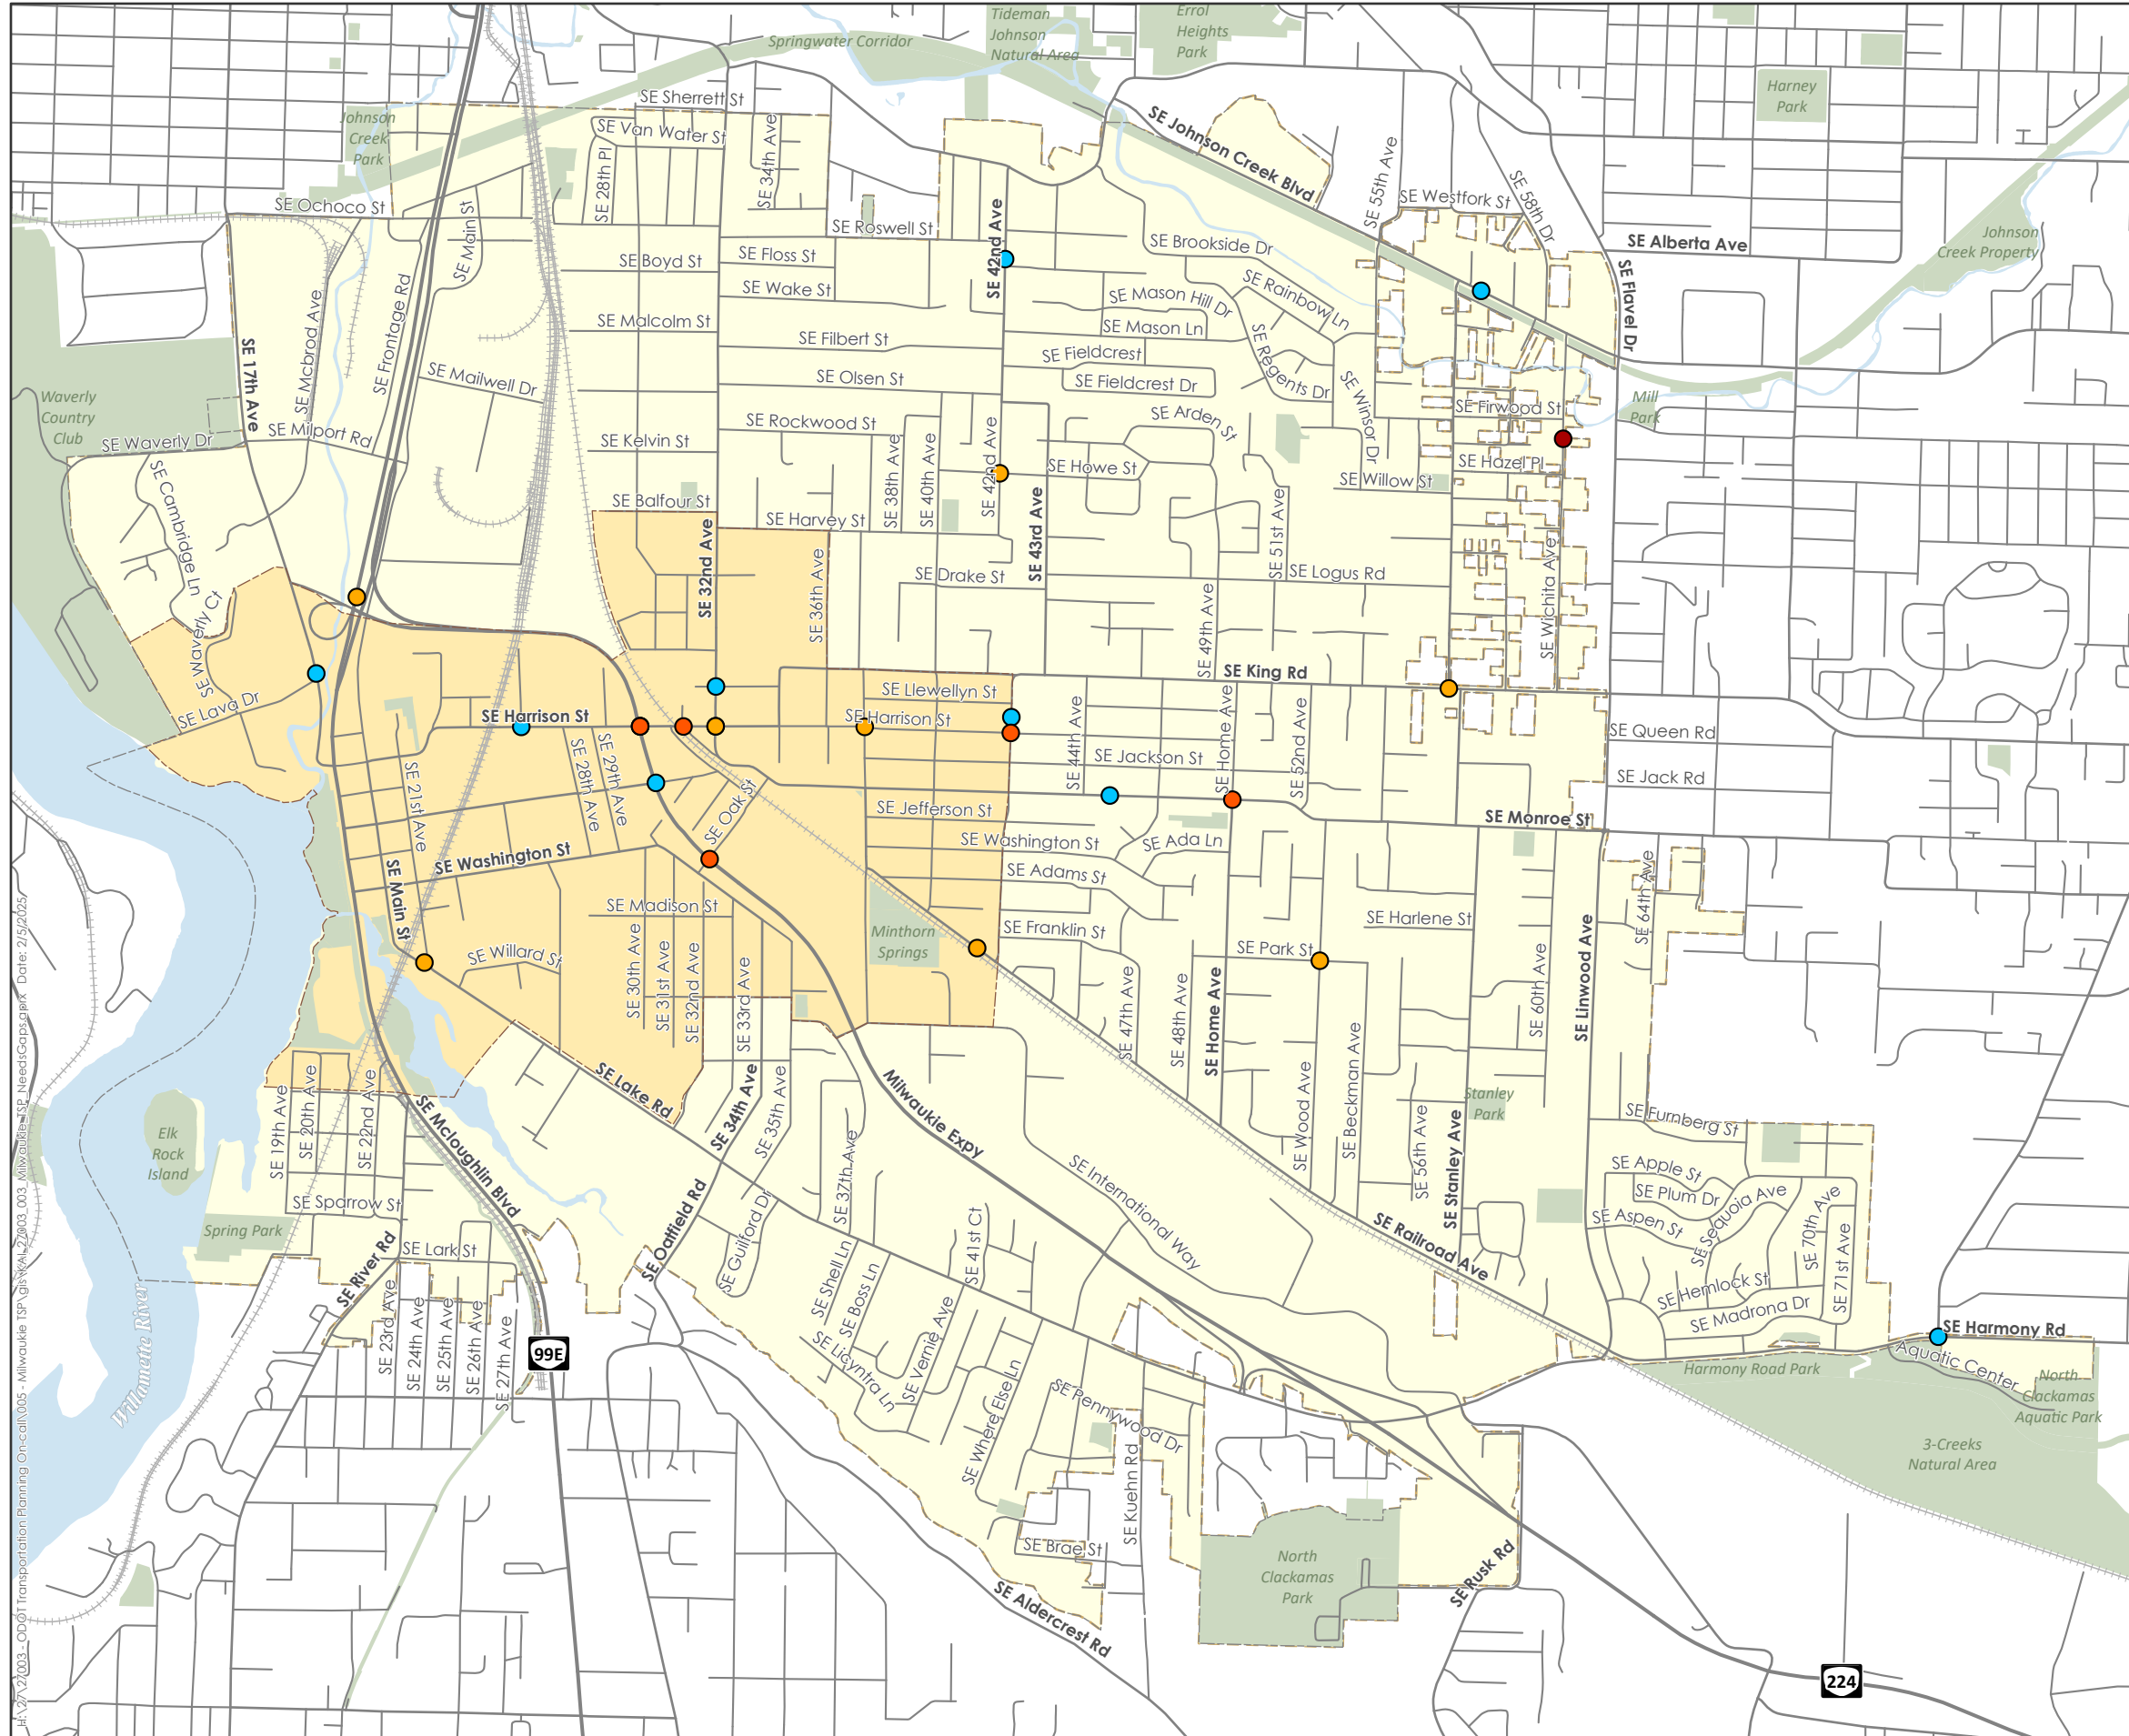 Springwater Corridor
Tideman
Johnson
Natural Area
Errol
Heights
Park
Harney
Park
Johnson
Creek
Park
SE Sherrett St
SE Van Water St
SE 28th Pl
SE 34th Ave
SE Johnson Creek Blvd
SE 55th Ave
SE Westfork St
SE 58th Dr
SE Ochoco St
SE Main St
SE Roswell St
SE 42nd Ave
SE Brookside Dr
SE Alberta Ave
Johnson
Creek Property
SE Boyd St
SE Floss St
SE Wake St
SE Mason Hill Dr
SE Rainbow Ln
SE Flavel Dr
SE Mcbrod Ave
SE Frontage Rd
SE Malcolm St
SE Filbert St
SE Mason Ln
SE Fieldcrest
SE Regents Dr
SE 17th Ave
SE Mailwell Dr
SE Olsen St
SE Fieldcrest Dr
SE Winsor Dr
Waverly
Country
Club
SE Waverly Dr
SE Milport Rd
SE Kelvin St
SE Rockwood St
SE 38th Ave
SE 40th Ave
SE 42nd Ave
SE Arden St
SE Firwood St
Mill
Park
SE Howe St
SE Hazel Pl
SE Willow St
SE Cambridge Ln
SE Balfour St
SE Harvey St
SE 43rd Ave
SE 51st Ave
SE 32nd Ave
SE 36th Ave
SE Drake St
SE Logus Rd
SE 49th Ave
SE Wichita Ave
SE Waverly Ct
SE Lava Dr
SE King Rd
SE Llewellyn St
SE Harrison St
SE Harrison St
SE 44th Ave
SE Home Ave
SE 52nd Ave
SE Queen Rd
SE 21st Ave
SE 28th Ave
SE 29th Ave
SE Jackson St
SE Jack Rd
SE Oak St
SE Jefferson St
SE Monroe St
SE Washington St
SE Washington St
SE Ada Ln
SE Main St
SE Adams St
SE 64th Ave
SE Madison St
Minthorn
Springs
SE Franklin St
SE Harlene St
SE Linwood Ave
SE Willard St
SE Park St
SE 30th Ave
SE 31st Ave
SE 32nd Ave
SE 33rd Ave
SE 47th Ave
SE 48th Ave
SE Home Ave
SE 60th Ave
SE Lake Rd
SE 34th Ave
SE 35th Ave
Milwaukie Expy
SE Wood Ave
SE Beckman Ave
SE 56th Ave
SE Stanley Ave
Stanley
Park
SE Furnberg St
Elk
Rock
Island
SE 19th Ave
SE 20th Ave
SE 22nd Ave
SE Mcloughlin Blvd
SE 37th Ave
SE International Way
SE Apple St
SE Plum Dr
SE Sequoia Ave
SE 70th Ave
SE Sparrow St
Spring Park
SE River Rd
SE Lark St
SE Oatfield Rd
SE Guilford Dr
SE Shell Ln
SE Boss Ln
SE 41st Ct
SE Railroad Ave
SE Aspen St
SE 71st Ave
SE Hemlock St
SE Madrona Dr
SE Harmony Rd
Willamette River
SE 23rd Ave
SE 24th Ave
SE 25th Ave
SE 26th Ave
SE 27th Ave
99E
SE Licyntra Ln
SE Vernie Ave
SE Where Else Ln
SE Pennywood Dr
SE Kuehn Rd
Harmony Road Park
Aquatic Center
North
Clackamas
Aquatic Park
3-Creeks
Natural Area
SE Brae St
North
Clackamas
Park
SE Rusk Rd
SE Aldercrest Rd
224
H:\27\27003 - ODOT Transportation Planning On-call\005 - Milwaukie TSP\gis\KAI_27003_003_Milwaukie_TSP_NeedsGaps.aprx Date: 2/5/2025